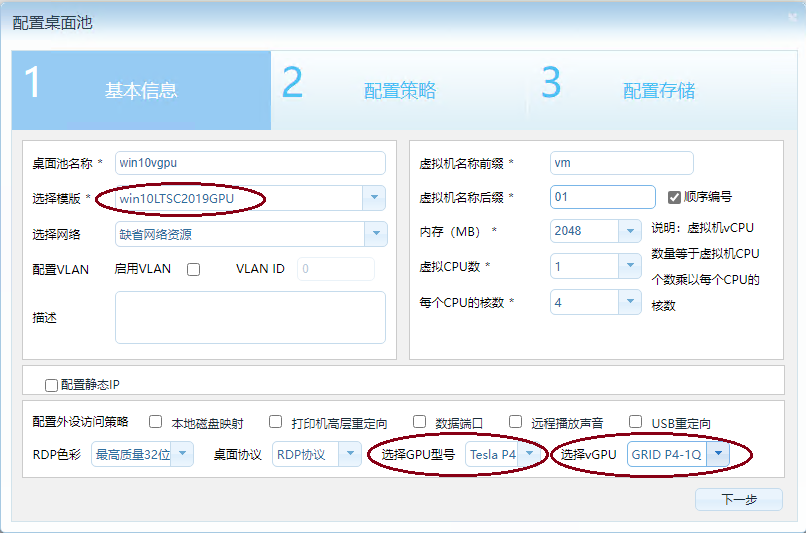 配置桌面池
1 基本信息 2 配置策略 3 配置存储
桌面池名称 * win10vgpu
选择模版 * win10LTSC2019GPU
选择网络 缺省网络资源
配置VLAN 启用VLAN VLAN ID 0
描述
虚拟机名称前缀 * vm
虚拟机名称后缀 * 01 顺序编号
内存（MB） * 2048
虚拟CPU数 * 1
每个CPU的核数 * 4
说明：虚拟机vCPU
数量等于虚拟机CPU
个数乘以每个CPU的
核数
配置静态IP
配置外设访问策略 本地磁盘映射 打印机高层重定向 数据端口 远程播放声音 USB重定向
RDP色彩 最高质量32位 桌面协议 RDP协议 选择GPU型号 Tesla P4 选择vGPU GRID P4-1Q
下一步